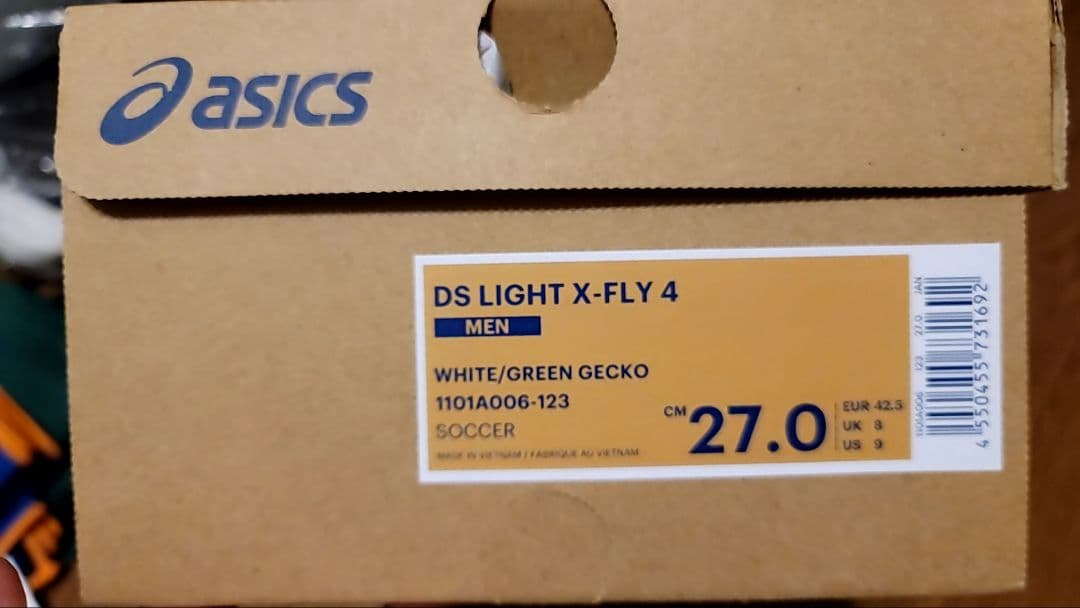 asics
DS LIGHT X-FLY 4
MEN
WHITE/GREEN GECKO
1101A006-123
SOCCER
MADE IN VIETNAM / FABRIQUE AU VIETNAM
CM 27.0
EUR 42.5
UK 8
US 9
1101A006 123 27.0 JAN
4550455731692